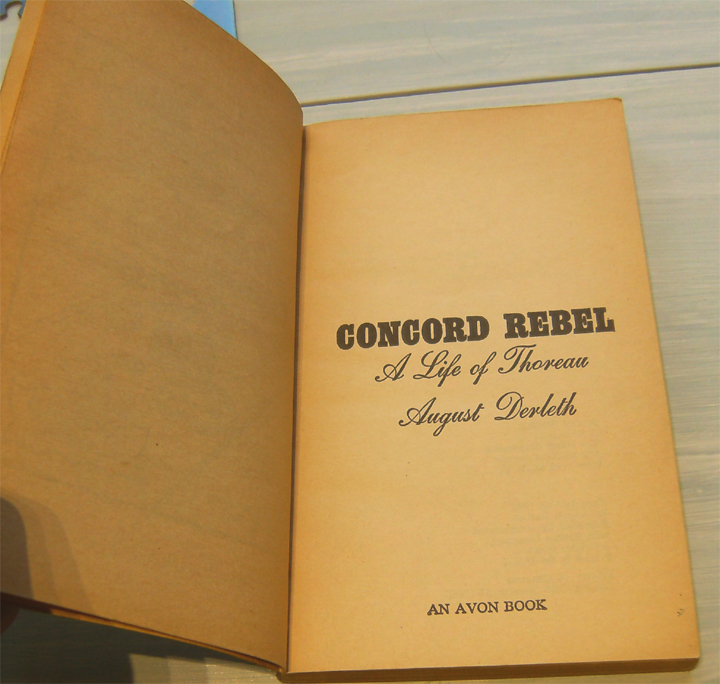 CONCORD REBEL
A Life of Thoreau
August Derleth
AN AVON BOOK